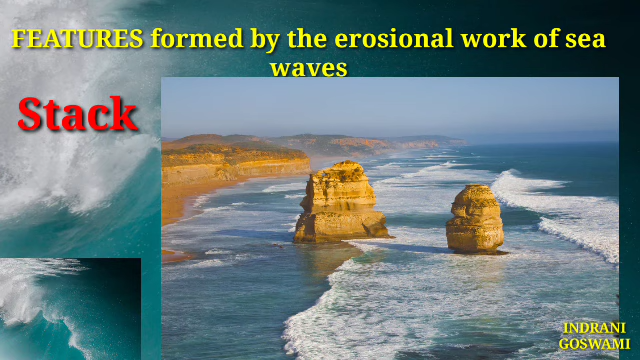 FEATURES formed by the erosional work of sea
waves
Stack
INDRANI
GOSWAMI